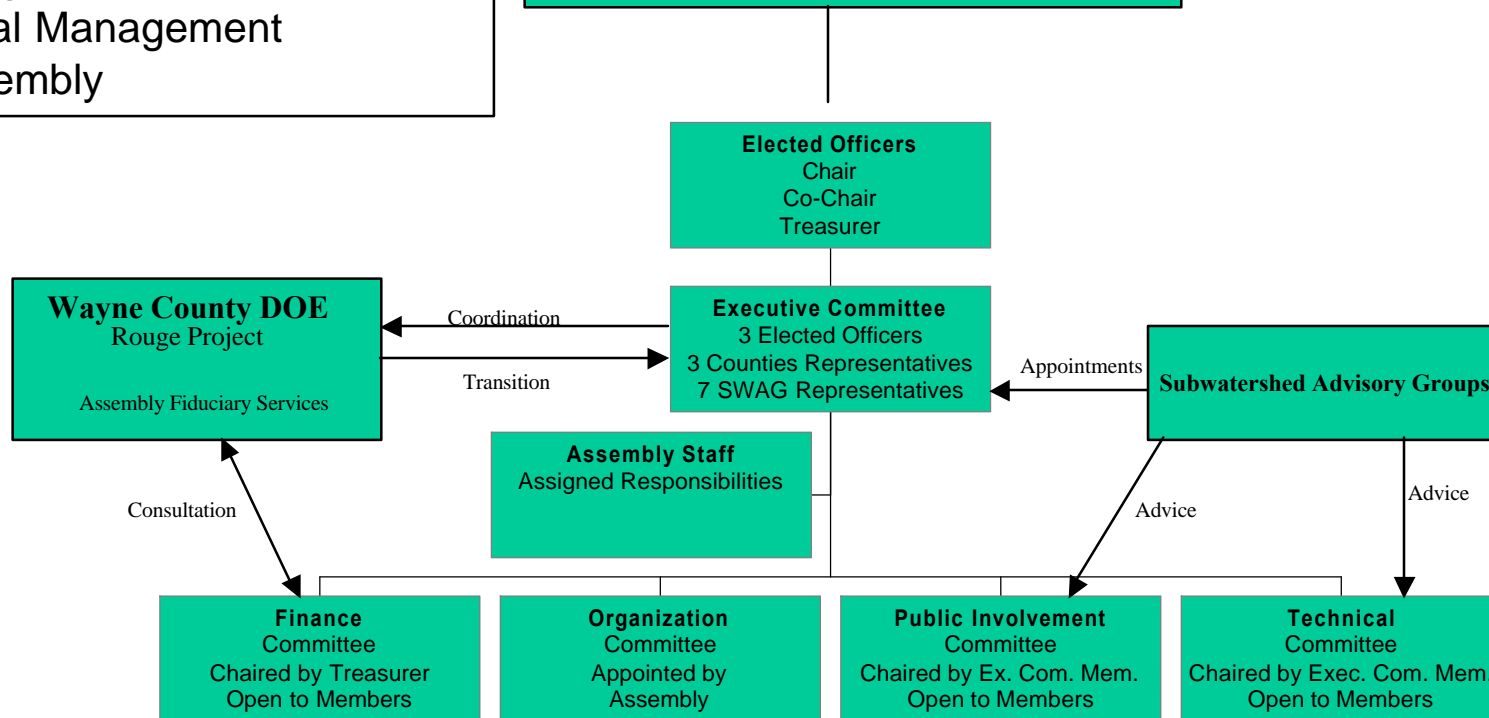 al Management
embly
Elected Officers
Chair
Co-Chair
Treasurer
Wayne County DOE
Rouge Project
Assembly Fiduciary Services
Coordination
Transition
Executive Committee
3 Elected Officers
3 Counties Representatives
7 SWAG Representatives
Appointments
Subwatershed Advisory Groups
Assembly Staff
Assigned Responsibilities
Consultation
Advice
Advice
Finance
Committee
Chaired by Treasurer
Open to Members
Organization
Committee
Appointed by
Assembly
Public Involvement
Committee
Chaired by Ex. Com. Mem.
Open to Members
Technical
Committee
Chaired by Exec. Com. Mem.
Open to Members